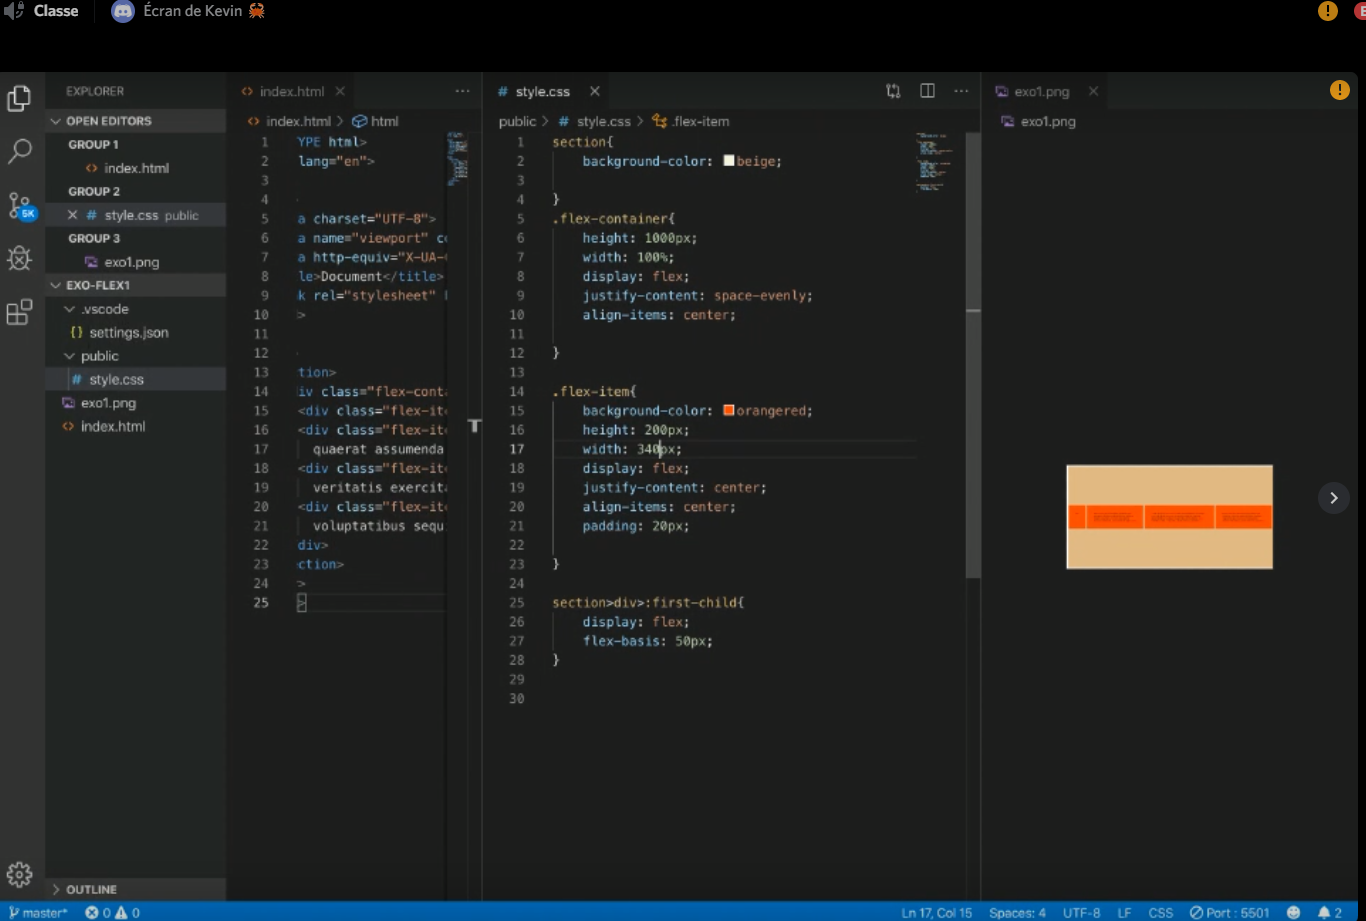 Classe
Écran de Kevin
EXPLORER
OPEN EDITORS
GROUP 1
index.html
GROUP 2
style.css public
GROUP 3
exo1.png
EXO-FLEX1
.vscode
{} settings.json
public
# style.css
exo1.png
<> index.html
OUTLINE
5K
<> index.html
<> index.html > html
1 YPE html>
2 lang="en">
3
4
5 a charset="UTF-8">
6 a name="viewport" co
7 a http-equiv="X-UA-
8 le>Document</title>
9 k rel="stylesheet"
10 >
11
12
13 tion>
14 iv class="flex-conta
15 <div class="flex-ite
16 <div class="flex-ite
17 quaerat assumenda
18 <div class="flex-ite
19 veritatis exercita
20 <div class="flex-ite
21 voluptatibus sequ
22 div>
23 ction>
24 >
25 >
# style.css
public > # style.css > .flex-item
1 section{
2 background-color: beige;
3
4 }
5 .flex-container{
6 height: 1000px;
7 width: 100%;
8 display: flex;
9 justify-content: space-evenly;
10 align-items: center;
11
12 }
13
14 .flex-item{
15 background-color: orangered;
16 height: 200px;
17 width: 340px;
18 display: flex;
19 justify-content: center;
20 align-items: center;
21 padding: 20px;
22
23 }
24
25 section>div>:first-child{
26 display: flex;
27 flex-basis: 50px;
28 }
29
30
exo1.png
exo1.png
master* 0 0
Ln 17, Col 15 Spaces: 4 UTF-8 LF CSS Port : 5501 2